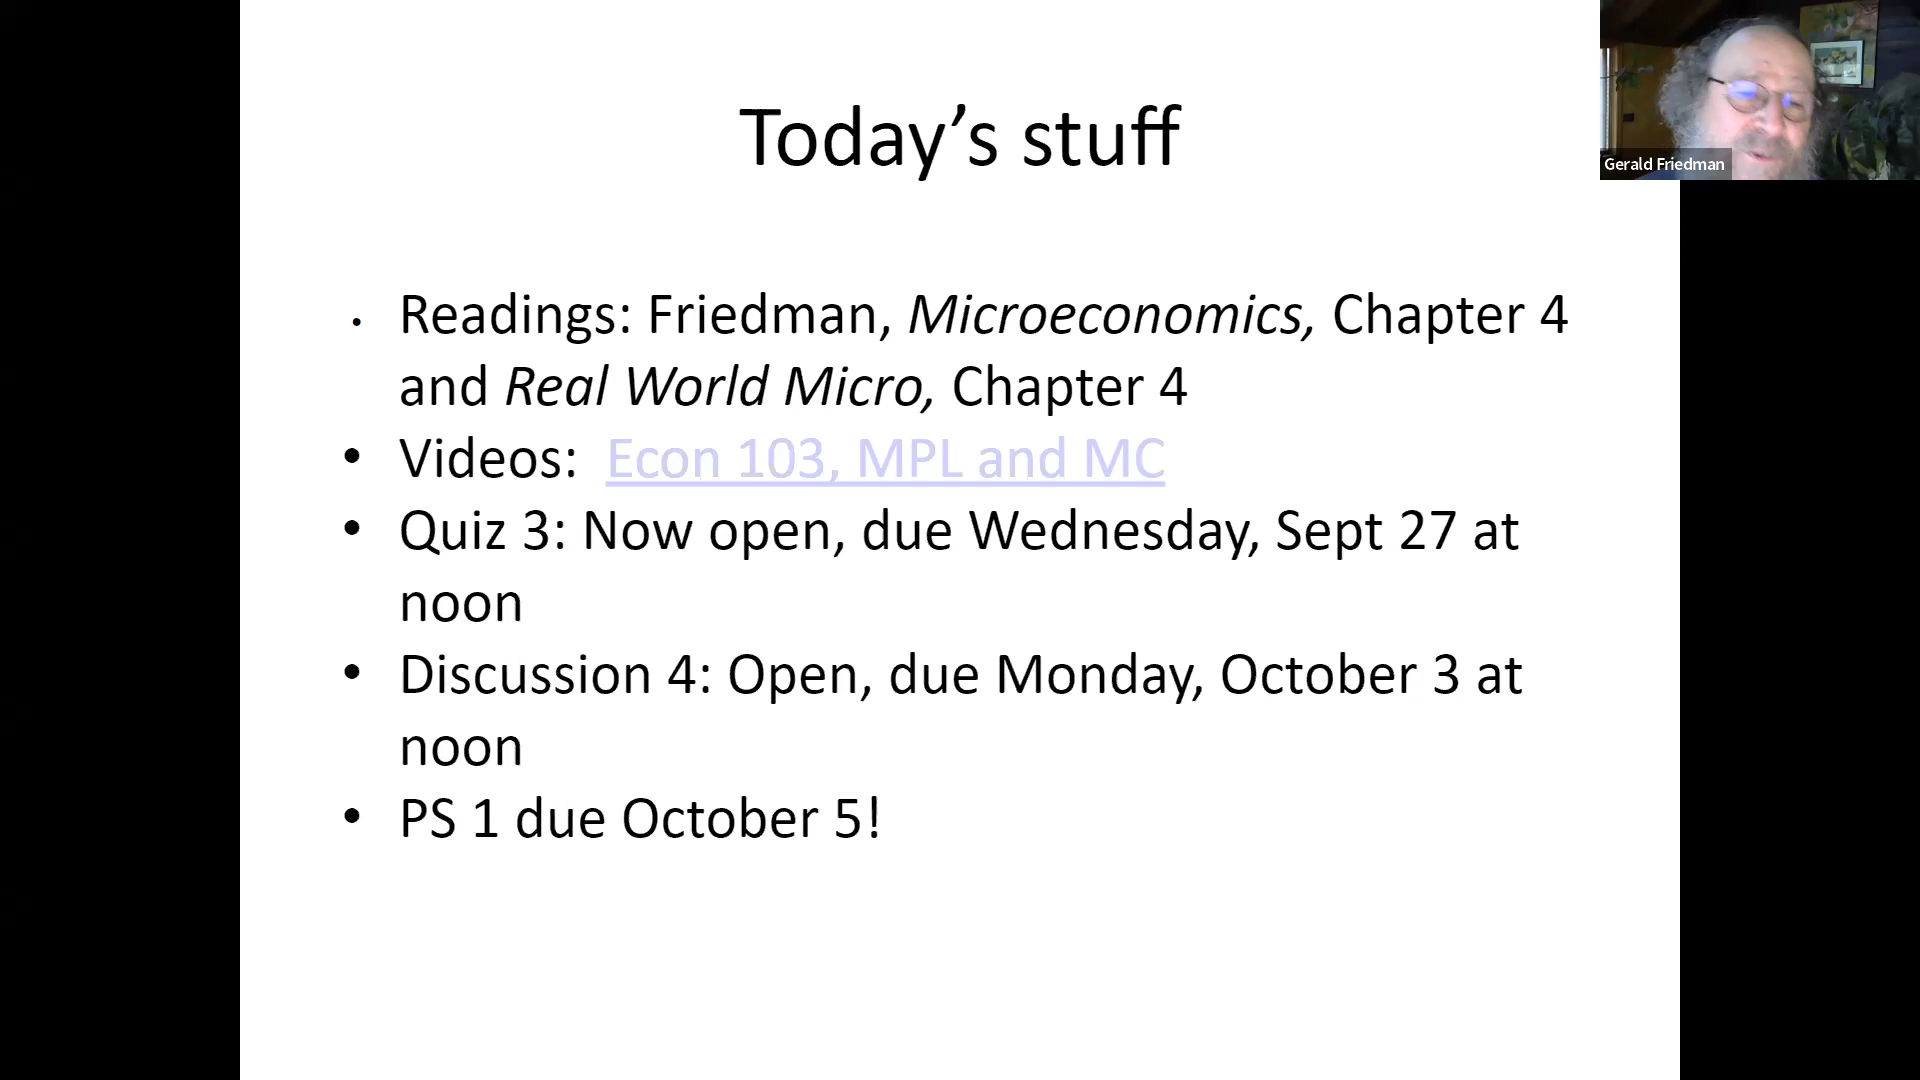 Today’s stuff
Gerald Friedman
• Readings: Friedman, Microeconomics, Chapter 4
and Real World Micro, Chapter 4
• Videos: Econ 103, MPL and MC
• Quiz 3: Now open, due Wednesday, Sept 27 at
noon
• Discussion 4: Open, due Monday, October 3 at
noon
• PS 1 due October 5!